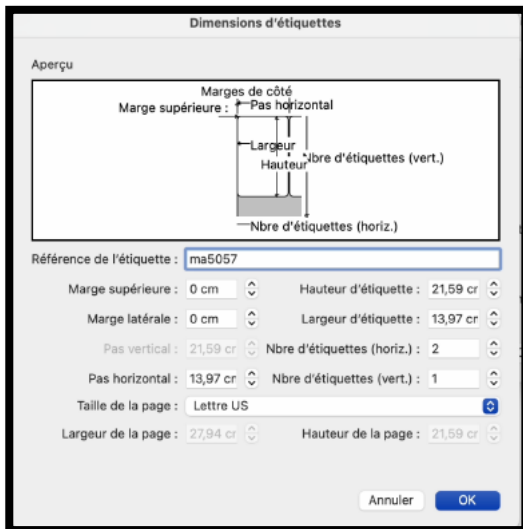 Dimensions d'étiquettes
Aperçu
Marges de côté
Marge supérieure : Pas horizontal
Largeur
Hauteur Nbre d'étiquettes (vert.)
Nbre d'étiquettes (horiz.)
Référence de l'étiquette : ma5057
Marge supérieure : 0 cm Hauteur d'étiquette : 21,59 cr
Marge latérale : 0 cm Largeur d'étiquette : 13,97 cr
Pas vertical : 21,59 cr Nbre d'étiquettes (horiz.) : 2
Pas horizontal : 13,97 cr Nbre d'étiquettes (vert.) : 1
Taille de la page : Lettre US
Largeur de la page : 27,94 cr Hauteur de la page : 21,59 cr
Annuler OK